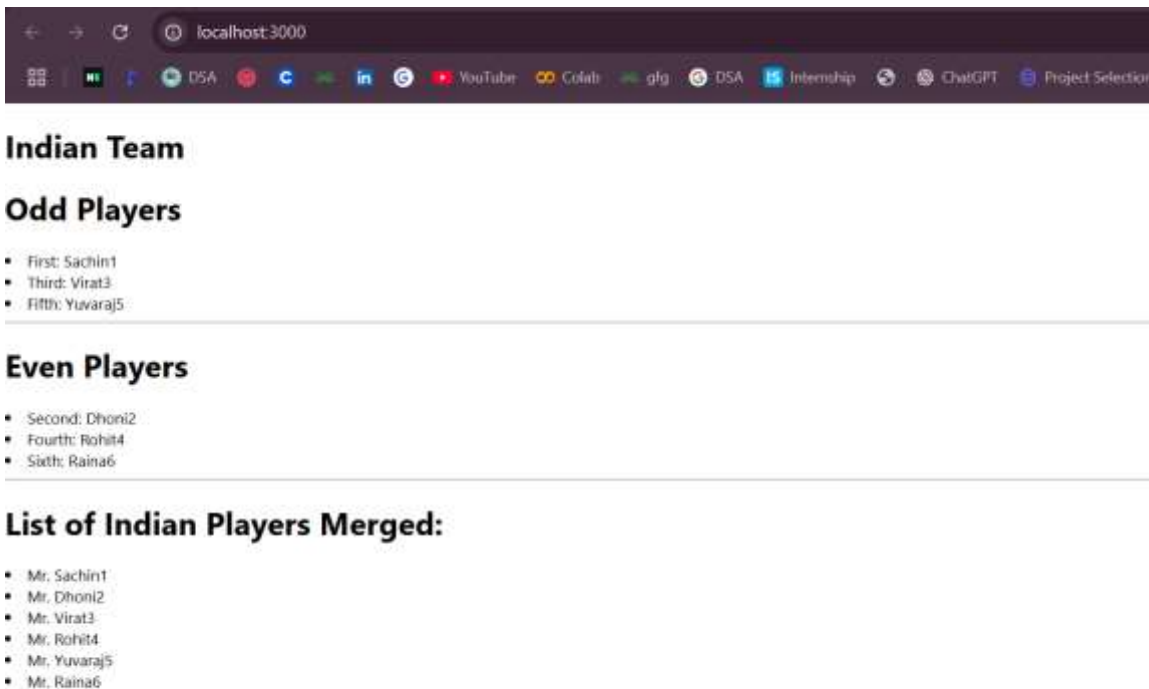 localhost:3000
DSA YouTube Colab gfg DSA Internship ChatGPT Project Selection
Indian Team
Odd Players
• First: Sachin1
• Third: Virat3
• Fifth: Yuvaraj5
Even Players
• Second: Dhoni2
• Fourth: Rohit4
• Sixth: Raina6
List of Indian Players Merged:
• Mr. Sachin1
• Mr. Dhoni2
• Mr. Virat3
• Mr. Rohit4
• Mr. Yuvaraj5
• Mr. Raina6